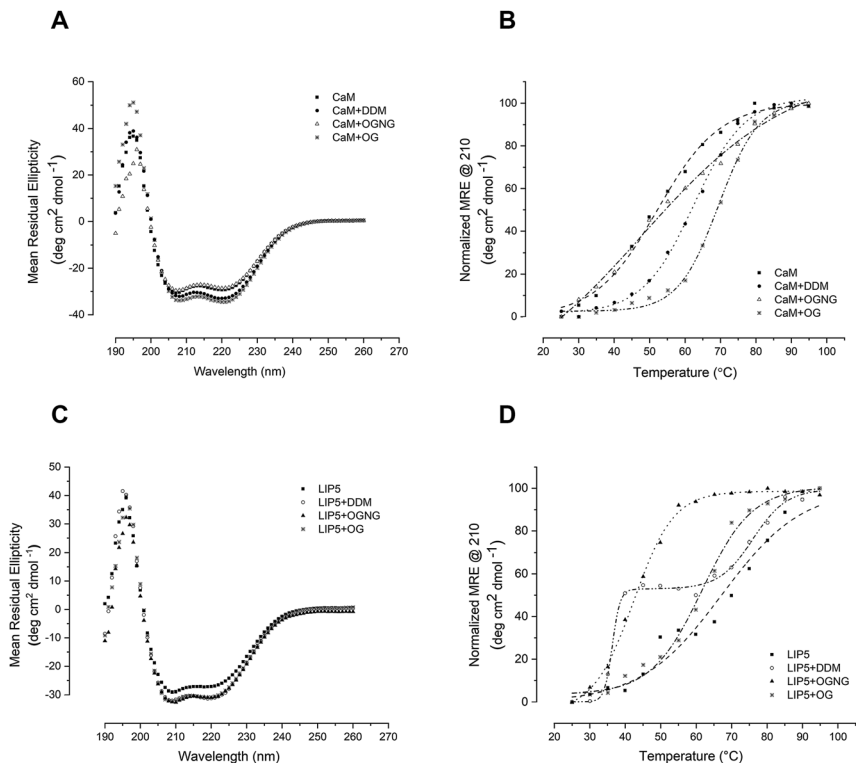 A
Mean Residual Ellipticity
(deg cm² dmol⁻¹)
60
40
20
0
-20
-40
190 200 210 220 230 240 250 260 270
Wavelength (nm)
CaM
CaM+DDM
CaM+OGNG
CaM+OG
B
Normalized MRE @ 210
(deg cm² dmol⁻¹)
100
80
60
40
20
0
20 30 40 50 60 70 80 90 100
Temperature (°C)
CaM
CaM+DDM
CaM+OGNG
CaM+OG
C
Mean Residual Ellipticity
(deg cm² dmol⁻¹)
50
40
30
20
10
0
-10
-20
-30
190 200 210 220 230 240 250 260 270
Wavelength (nm)
LIP5
LIP5+DDM
LIP5+OGNG
LIP5+OG
D
Normalized MRE @ 210
(deg cm² dmol⁻¹)
100
80
60
40
20
0
20 30 40 50 60 70 80 90 100
Temperature (°C)
LIP5
LIP5+DDM
LIP5+OGNG
LIP5+OG